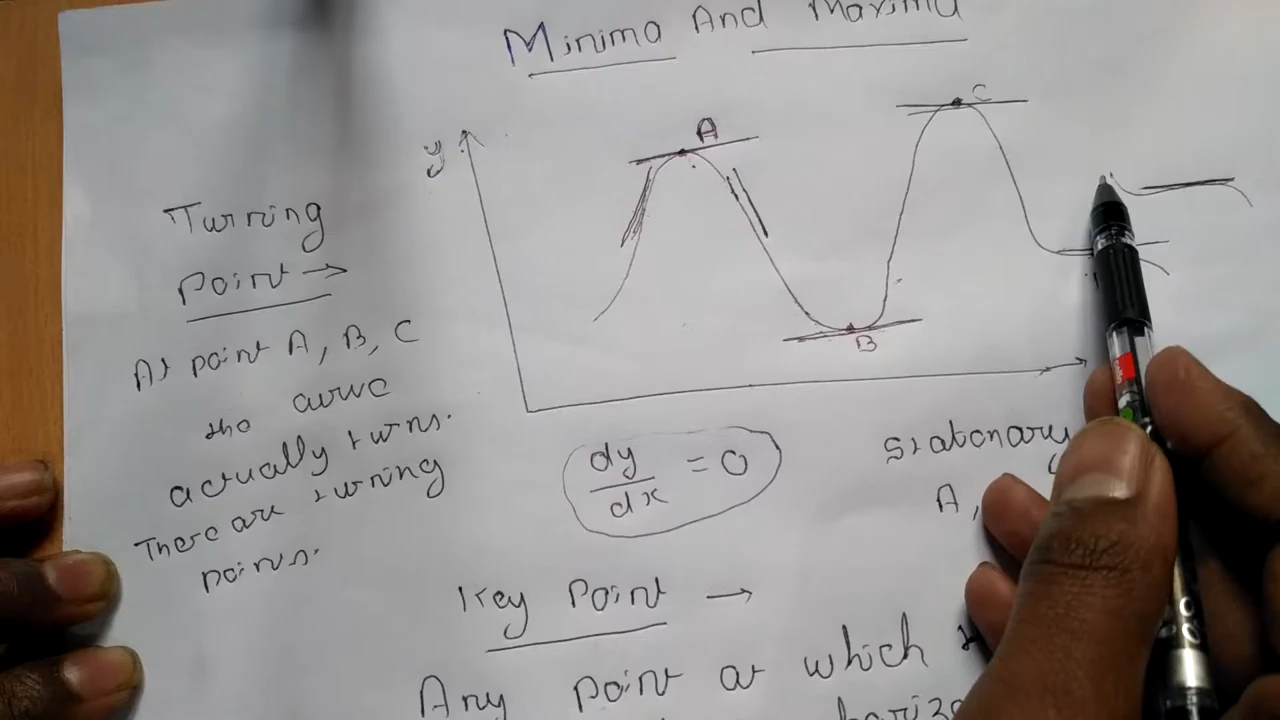 Minima And Maxima
y
A
C
B
Turning
Point →
At point A, B, C
the curve
actually turns.
There are turning
points.
dy/dx = 0
Stationary
A,
Key Point →
Any point at which